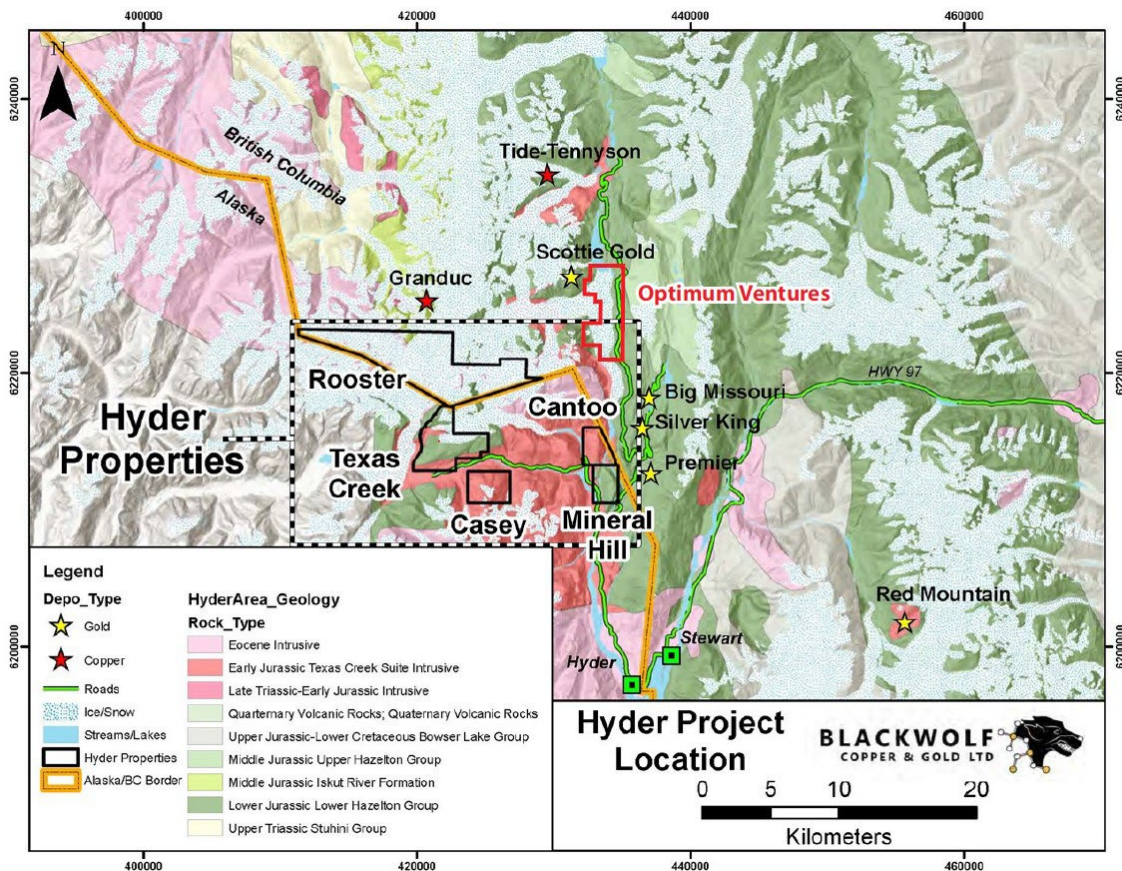 400000
420000
440000
460000
N
6240000
6240000
British Columbia
Alaska
Tide-Tennyson
Scottie Gold
Granduc
Optimum Ventures
6220000
6220000
HWY 97
Rooster
Big Missouri
Cantoo
Silver King
Hyder
Properties
Texas
Creek
Premier
Casey
Mineral
Hill
Red Mountain
Stewart
Hyder
6200000
6200000
Legend
Depo_Type
Gold
Copper
Roads
Ice/Snow
Streams/Lakes
Hyder Properties
Alaska/BC Border
HyderArea_Geology
Rock_Type
Eocene Intrusive
Early Jurassic Texas Creek Suite Intrusive
Late Triassic-Early Jurassic Intrusive
Quarternary Volcanic Rocks; Quaternary Volcanic Rocks
Upper Jurassic-Lower Cretaceous Bowser Lake Group
Middle Jurassic Upper Hazelton Group
Middle Jurassic Iskut River Formation
Lower Jurassic Lower Hazelton Group
Upper Triassic Stuhini Group
Hyder Project
Location
BLACKWOLF
COPPER & GOLD LTD
0 5 10 20
Kilometers
400000
420000
440000
460000